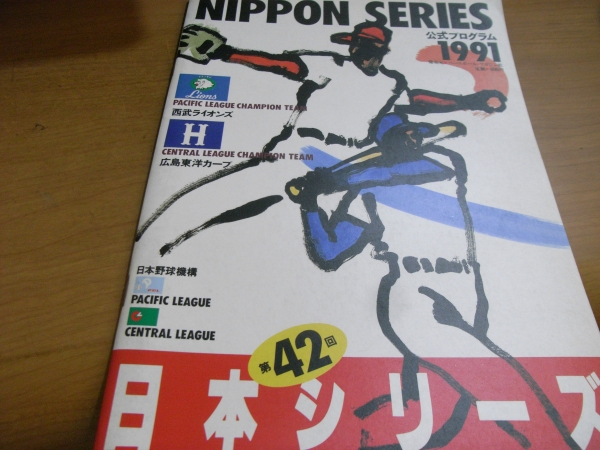 NIPPON SERIES
公式プログラム
1991
Lions
PACIFIC LEAGUE CHAMPION TEAM
西武ライオンズ
H
CENTRAL LEAGUE CHAMPION TEAM
広島東洋カープ
日本野球機構
PACIFIC LEAGUE
CENTRAL LEAGUE
第42回
日本シリーズ